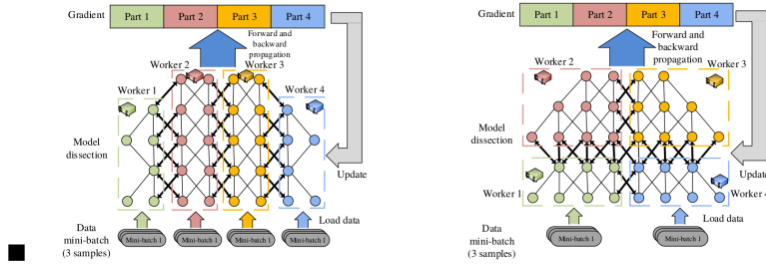 Gradient Part 1 Part 2 Part 3 Part 4
Forward and
backward
propagation
Worker 2
Worker 3
Worker 1
Worker 4
Model
dissection
Update
Load data
Data
mini-batch
(3 samples)
Mini-batch 1 Mini-batch 1 Mini-batch 1 Mini-batch 1
Gradient Part 1 Part 2 Part 3 Part 4
Forward and
backward
propagation
Worker 2
Worker 3
Model
dissection
Update
Worker 1
Worker 4
Load data
Data
mini-batch
(3 samples)
Mini-batch 1 Mini-batch 1